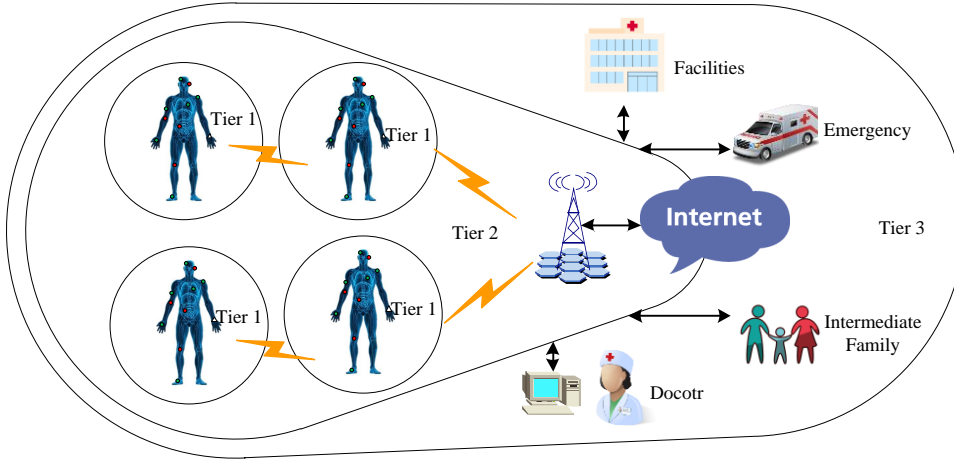 Facilities
Tier 1
Tier 1
Emergency
Internet
Tier 2
Tier 3
Tier 1
Tier 1
Intermediate
Family
Docotr